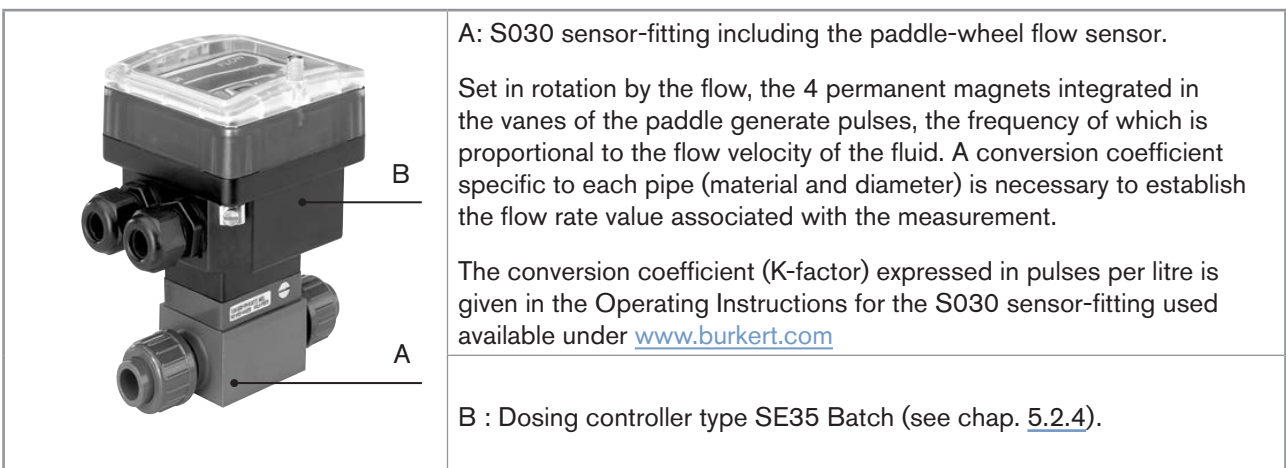 FLOW
B
A
A: S030 sensor-fitting including the paddle-wheel flow sensor.
Set in rotation by the flow, the 4 permanent magnets integrated in
the vanes of the paddle generate pulses, the frequency of which is
proportional to the flow velocity of the fluid. A conversion coefficient
specific to each pipe (material and diameter) is necessary to establish
the flow rate value associated with the measurement.
The conversion coefficient (K-factor) expressed in pulses per litre is
given in the Operating Instructions for the S030 sensor-fitting used
available under www.burkert.com
B : Dosing controller type SE35 Batch (see chap. 5.2.4).